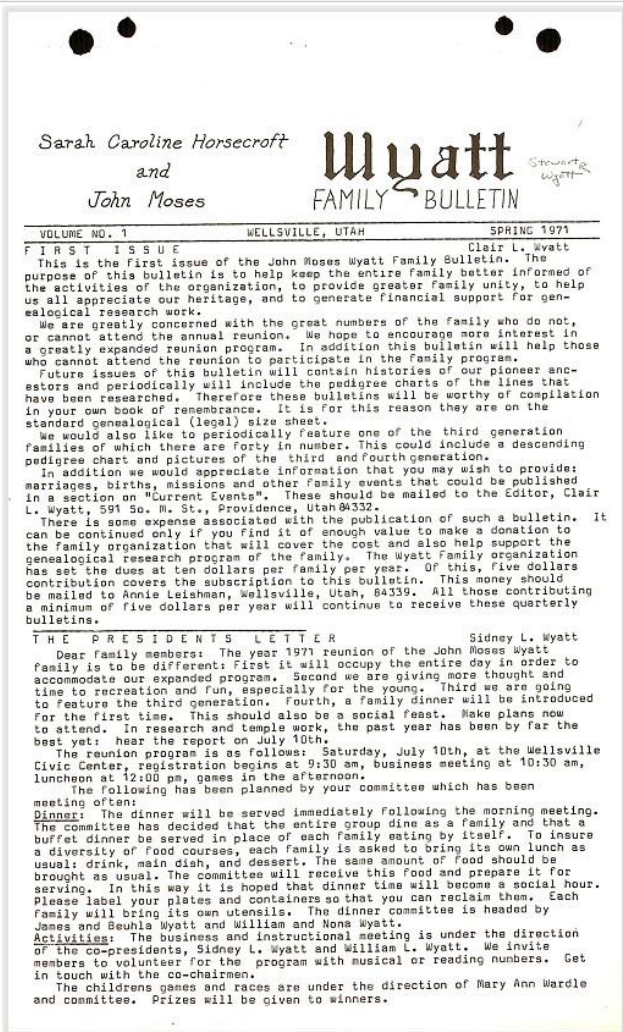 Sarah Caroline Horsecroft
and
John Moses
Wyatt
FAMILY BULLETIN
Stewart R
Wyatt
VOLUME NO. 1 WELLSVILLE, UTAH SPRING 1971
FIRST ISSUE Clair L. Wyatt
This is the first issue of the John Moses Wyatt Family Bulletin. The
purpose of this bulletin is to help keep the entire family better informed of
the activities of the organization, to provide greater family unity, to help
us all appreciate our heritage, and to generate financial support for gen-
ealogical research work.
We are greatly concerned with the great numbers of the family who do not,
or cannot attend the annual reunion. We hope to encourage more interest in
a greatly expanded reunion program. In addition this bulletin will help those
who cannot attend the reunion to participate in the family program.
Future issues of this bulletin will contain histories of our pioneer anc-
estors and periodically will include the pedigree charts of the lines that
have been researched. Therefore these bulletins will be worthy of compilation
in your own book of remembrance. It is for this reason they are on the
standard genealogical (legal) size sheet.
We would also like to periodically feature one of the third generation
families of which there are forty in number. This could include a descending
pedigree chart and pictures of the third and fourth generation.
In addition we would appreciate information that you may wish to provide:
marriages, births, missions and other family events that could be published
in a section on "Current Events". These should be mailed to the Editor, Clair
L. Wyatt, 591 So. M. St., Providence, Utah 84332.
There is some expense associated with the publication of such a bulletin. It
can be continued only if you find it of enough value to make a donation to
the family organization that will cover the cost and also help support the
genealogical research program of the family. The Wyatt Family organization
has set the dues at ten dollars per family per year. Of this, five dollars
contribution covers the subscription to this bulletin. This money should
be mailed to Annie Leishman, Wellsville, Utah, 84339. All those contributing
a minimum of five dollars per year will continue to receive these quarterly
bulletins.
THE PRESIDENTS LETTER Sidney L. Wyatt
Dear family members: The year 1971 reunion of the John Moses Wyatt
family is to be different: First it will occupy the entire day in order to
accommodate our expanded program. Second we are giving more thought and
time to recreation and fun, especially for the young. Third we are going
to feature the third generation. Fourth, a family dinner will be introduced
for the first time. This should also be a social feast. Make plans now
to attend. In research and temple work, the past year has been by far the
best yet: hear the report on July 10th.
The reunion program is as follows: Saturday, July 10th, at the Wellsville
Civic Center, registration begins at 9:30 am, business meeting at 10:30 am,
luncheon at 12:00 pm, games in the afternoon.
The following has been planned by your committee which has been
meeting often:
Dinner: The dinner will be served immediately following the morning meeting.
The committee has decided that the entire group dine as a family and that a
buffet dinner be served in place of each family eating by itself. To insure
a diversity of food courses, each family is asked to bring its own lunch as
usual: drink, main dish, and dessert. The same amount of food should be
brought as usual. The committee will receive this food and prepare it for
serving. In this way it is hoped that dinner time will become a social hour.
Please label your plates and containers so that you can reclaim them. Each
family will bring its own utensils. The dinner committee is headed by
James and Beuhla Wyatt and William and Nona Wyatt.
Activities: The business and instructional meeting is under the direction
of the co-presidents, Sidney L. Wyatt and William L. Wyatt. We invite
members to volunteer for the program with musical or reading numbers. Get
in touch with the co-chairmen.
The childrens games and races are under the direction of Mary Ann Wardle
and committee. Prizes will be given to winners.